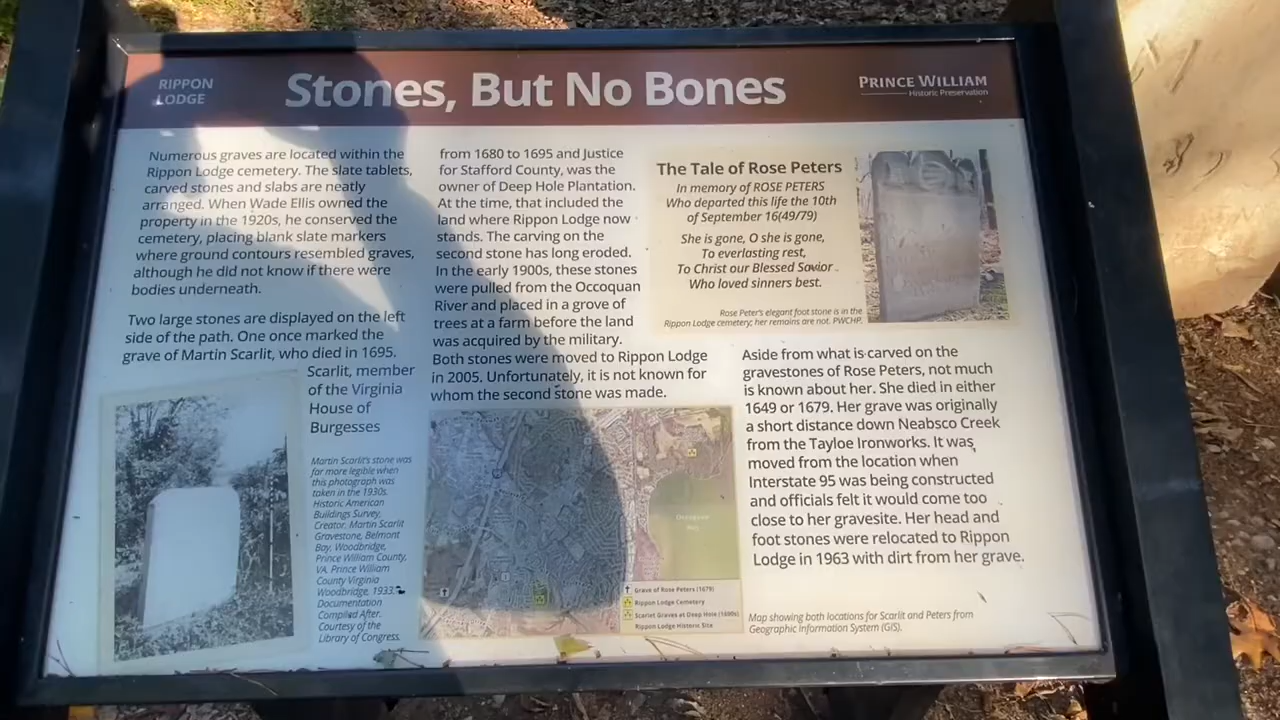 RIPPON
LODGE
Stones, But No Bones
PRINCE WILLIAM
Historic Preservation
Numerous graves are located within the
Rippon Lodge cemetery. The slate tablets,
carved stones and slabs are neatly
arranged. When Wade Ellis owned the
property in the 1920s, he conserved the
cemetery, placing blank slate markers
where ground contours resembled graves,
although he did not know if there were
bodies underneath.
Two large stones are displayed on the left
side of the path. One once marked the
grave of Martin Scarlit, who died in 1695.
Scarlit, member
of the Virginia
House of
Burgesses
Martin Scarlit's stone was
far more legible when
this photograph was
taken in the 1930s.
Historic American
Buildings Survey,
Creator. Martin Scarlit
Gravestone, Belmont
Bay, Woodbridge,
Prince William County,
VA. Prince William
County Virginia
Woodbridge, 1933.
Documentation
Compiled After.
Courtesy of the
Library of Congress.
from 1680 to 1695 and Justice
for Stafford County, was the
owner of Deep Hole Plantation.
At the time, that included the
land where Rippon Lodge now
stands. The carving on the
second stone has long eroded.
In the early 1900s, these stones
were pulled from the Occoquan
River and placed in a grove of
trees at a farm before the land
was acquired by the military.
Both stones were moved to Rippon Lodge
in 2005. Unfortunately, it is not known for
whom the second stone was made.
Grave of Rose Peters (1679)
Rippon Lodge Cemetery
Scarlet Graves at Deep Hole (1690s)
Rippon Lodge Historic Site
The Tale of Rose Peters
In memory of ROSE PETERS
Who departed this life the 10th
of September 16(49/79)
She is gone, O she is gone,
To everlasting rest,
To Christ our Blessed Savior
Who loved sinners best.
Rose Peter's elegant foot stone is in the
Rippon Lodge cemetery; her remains are not. PWCHP.
Aside from what is carved on the
gravestones of Rose Peters, not much
is known about her. She died in either
1649 or 1679. Her grave was originally
a short distance down Neabsco Creek
from the Tayloe Ironworks. It was
moved from the location when
Interstate 95 was being constructed
and officials felt it would come too
close to her gravesite. Her head and
foot stones were relocated to Rippon
Lodge in 1963 with dirt from her grave.
Map showing both locations for Scarlit and Peters from
Geographic Information System (GIS).